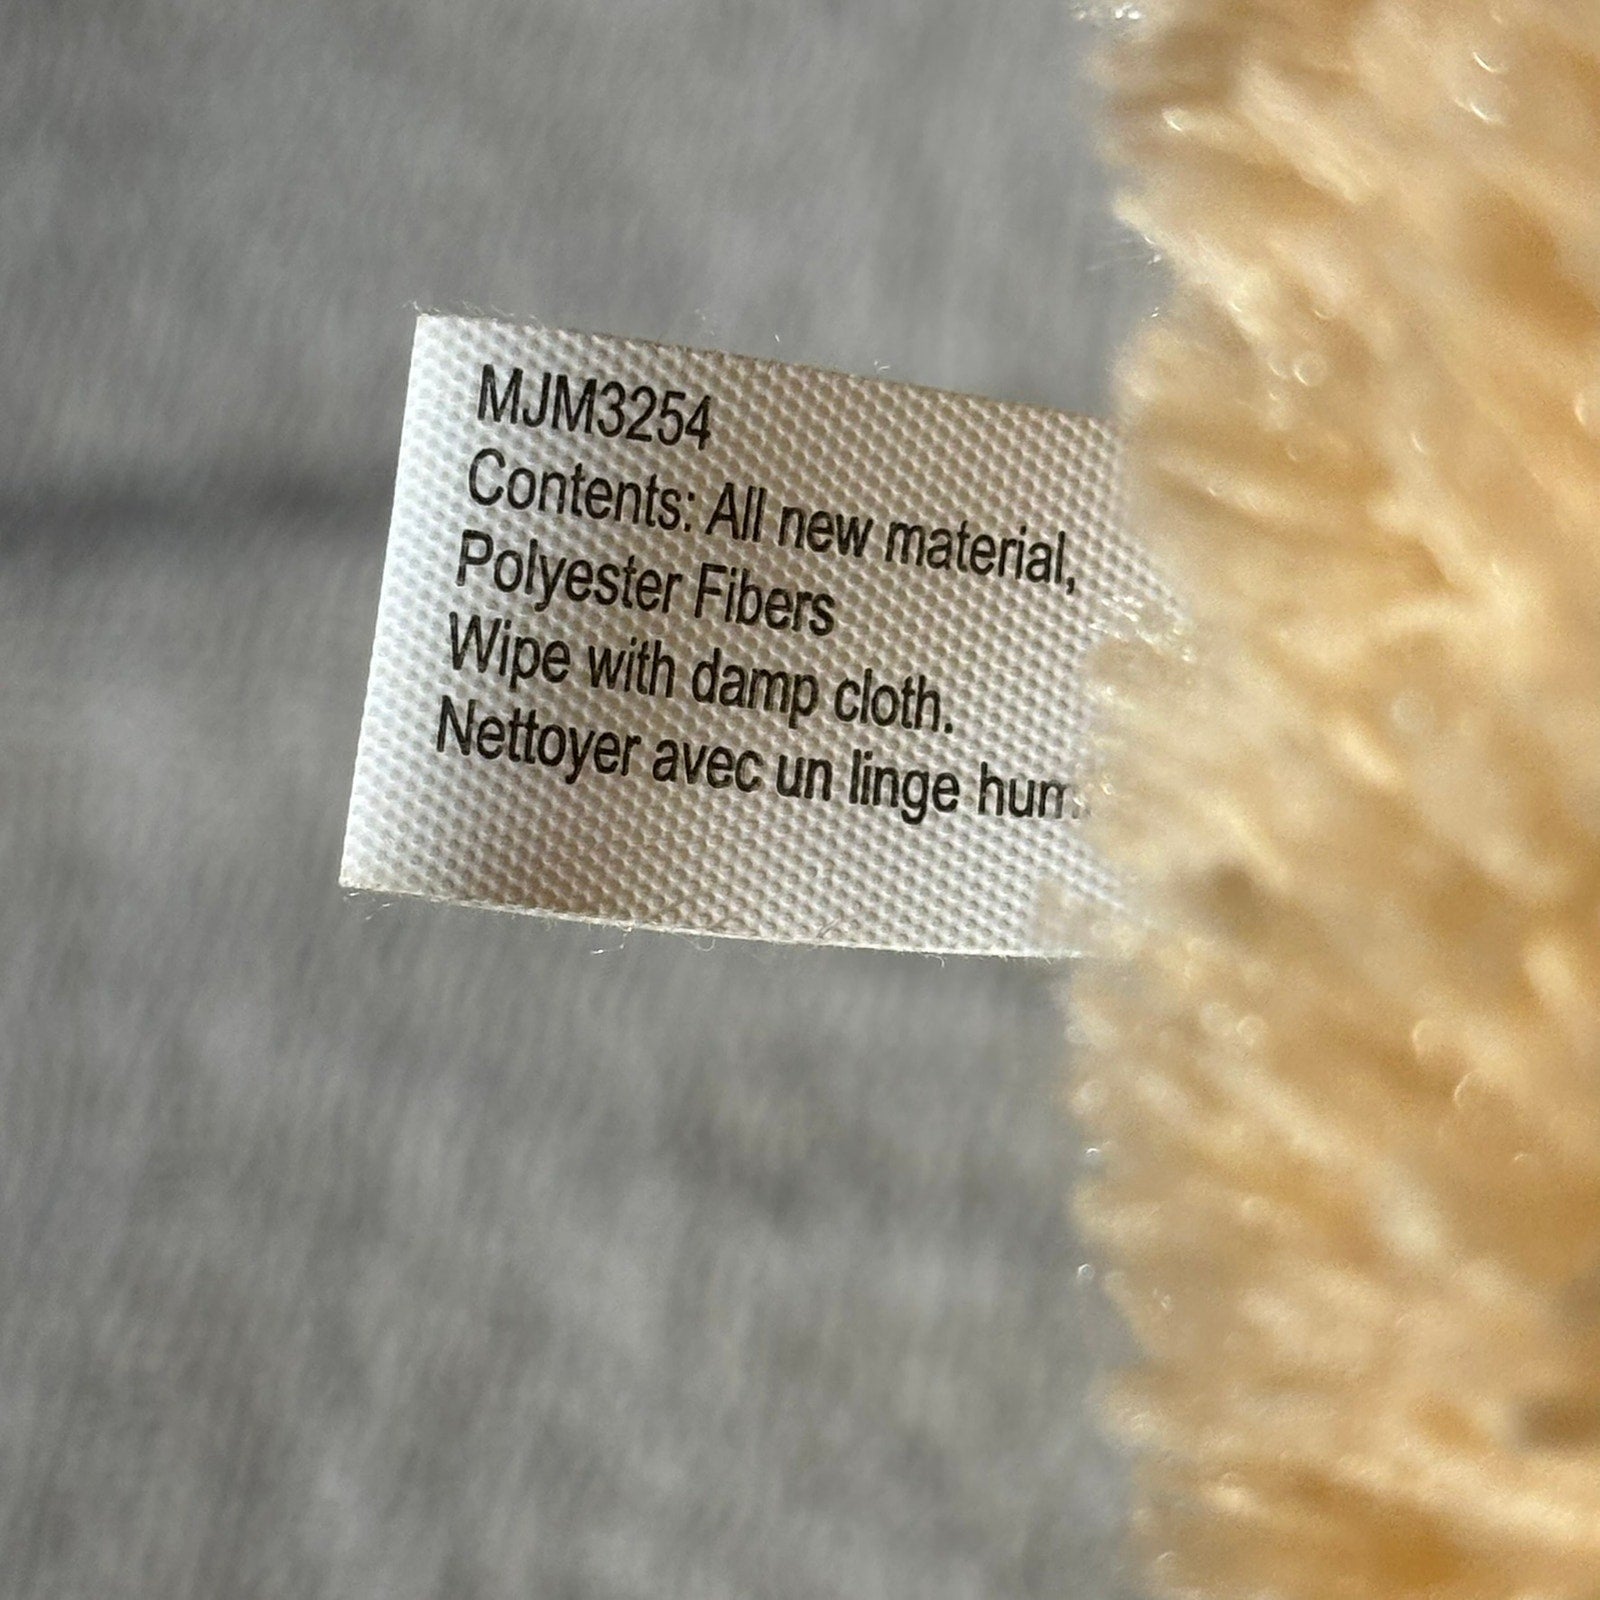 MJM3254
Contents: All new material,
Polyester Fibers
Wipe with damp cloth.
Nettoyer avec un linge